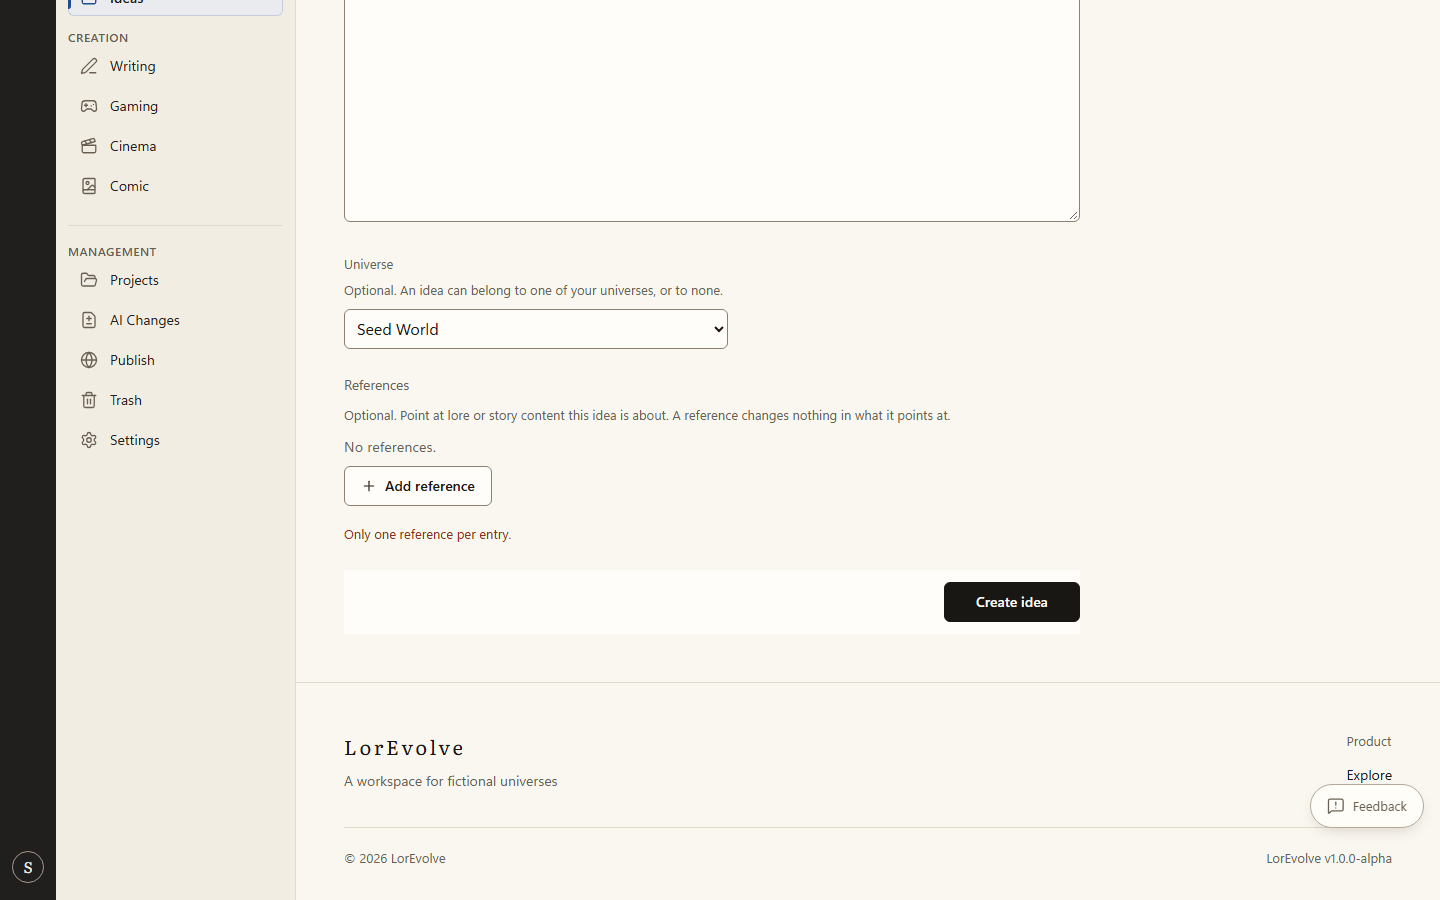 Ideas
CREATION
Writing
Gaming
Cinema
Comic
MANAGEMENT
Projects
AI Changes
Publish
Trash
Settings
S
Universe
Optional. An idea can belong to one of your universes, or to none.
Seed World
References
Optional. Point at lore or story content this idea is about. A reference changes nothing in what it points at.
No references.
Add reference
Only one reference per entry.
Create idea
LorEvolve
A workspace for fictional universes
Product
Explore
Feedback
© 2026 LorEvolve
LorEvolve v1.0.0-alpha